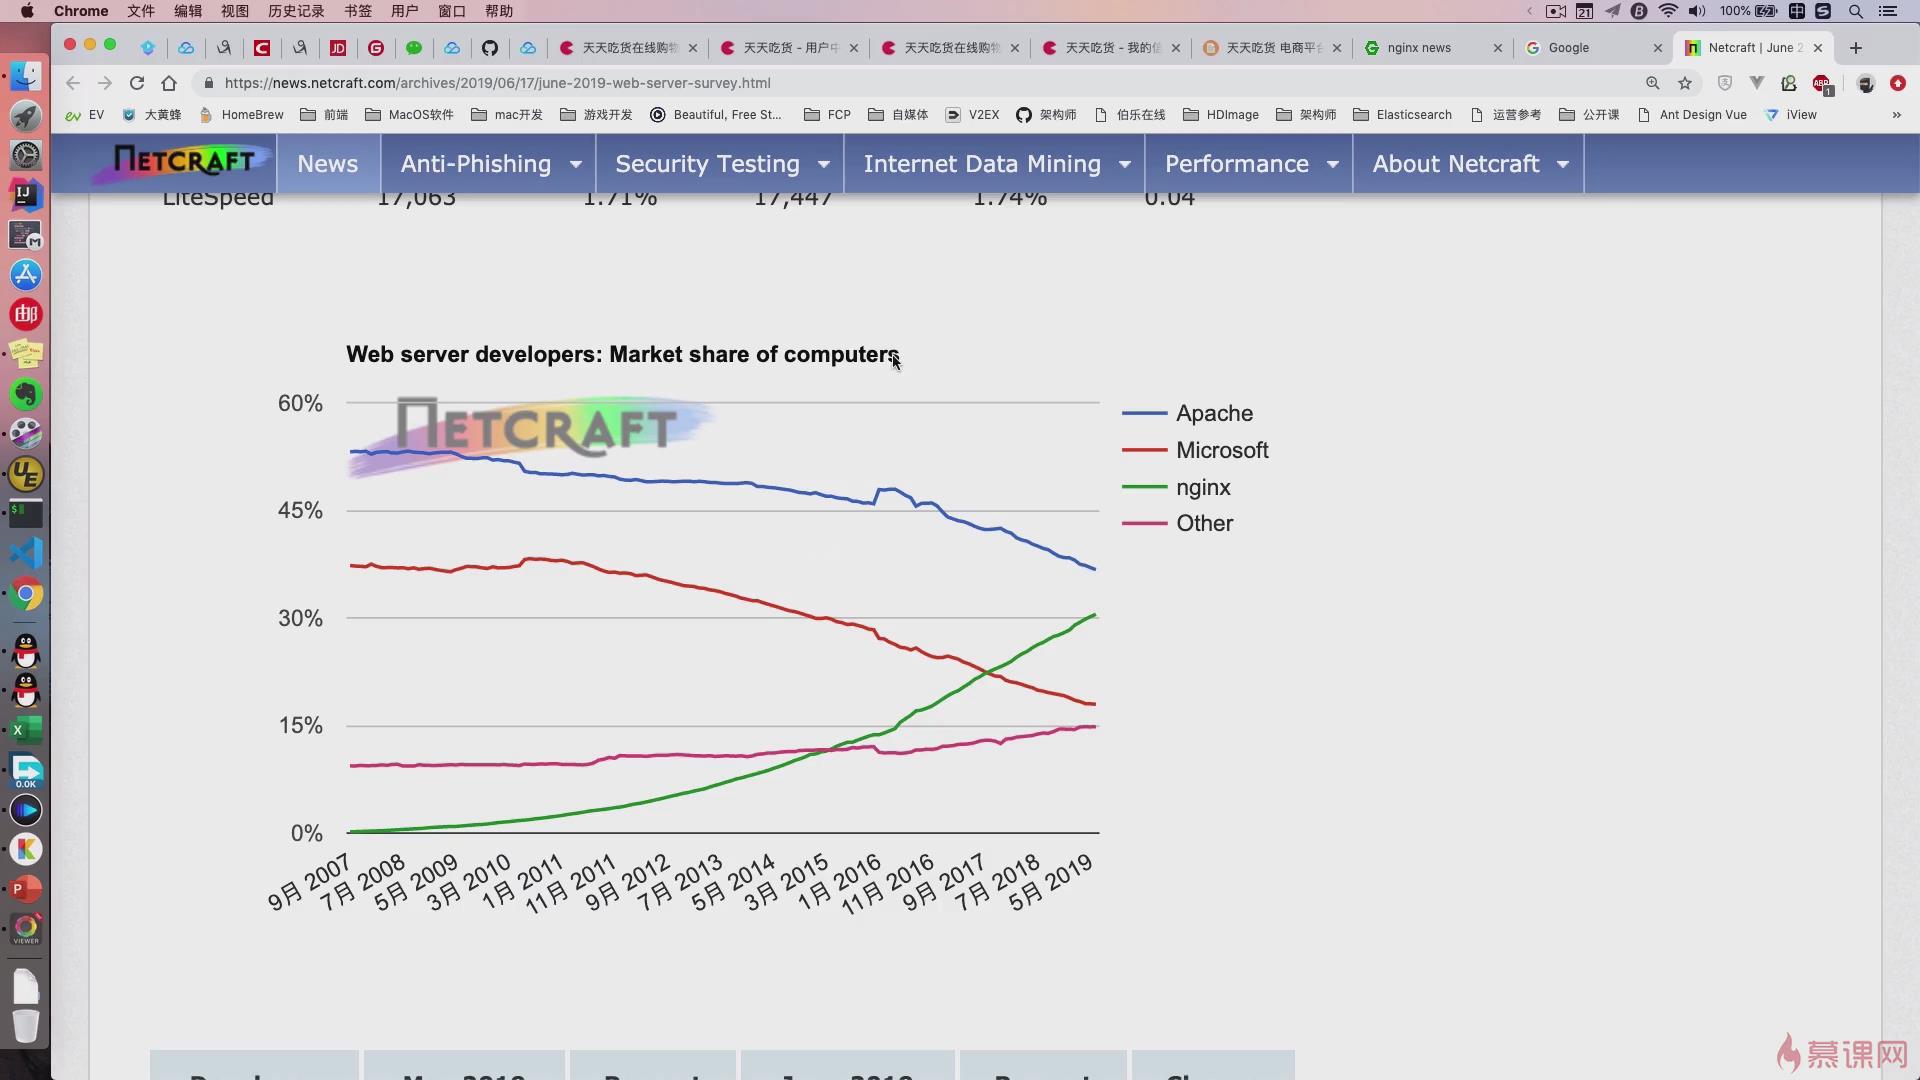 Chrome 文件 编辑 视图 历史记录 书签 用户 窗口 帮助 21 100% 中
天天吃货在线购物 天天吃货 - 用户中 天天吃货在线购物 天天吃货 - 我的信 天天吃货 电商平台 nginx news Google Netcraft | June 2
https://news.netcraft.com/archives/2019/06/17/june-2019-web-server-survey.html
EV 大黄蜂 HomeBrew 前端 MacOS软件 mac开发 游戏开发 Beautiful, Free St... FCP 自媒体 V2EX 架构师 伯乐在线 HDImage 架构师 Elasticsearch 运营参考 公开课 Ant Design Vue iView »
NETCRAFT News Anti-Phishing Security Testing Internet Data Mining Performance About Netcraft
LiteSpeed 17,063 1.71% 17,447 1.74% 0.04
Web server developers: Market share of computers
60%
NETCRAFT
45%
30%
15%
0%
Apache
Microsoft
nginx
Other
9月 2007 7月 2008 5月 2009 3月 2010 1月 2011 11月 2011 9月 2012 7月 2013 5月 2014 3月 2015 1月 2016 11月 2016 9月 2017 7月 2018 5月 2019
慕课网